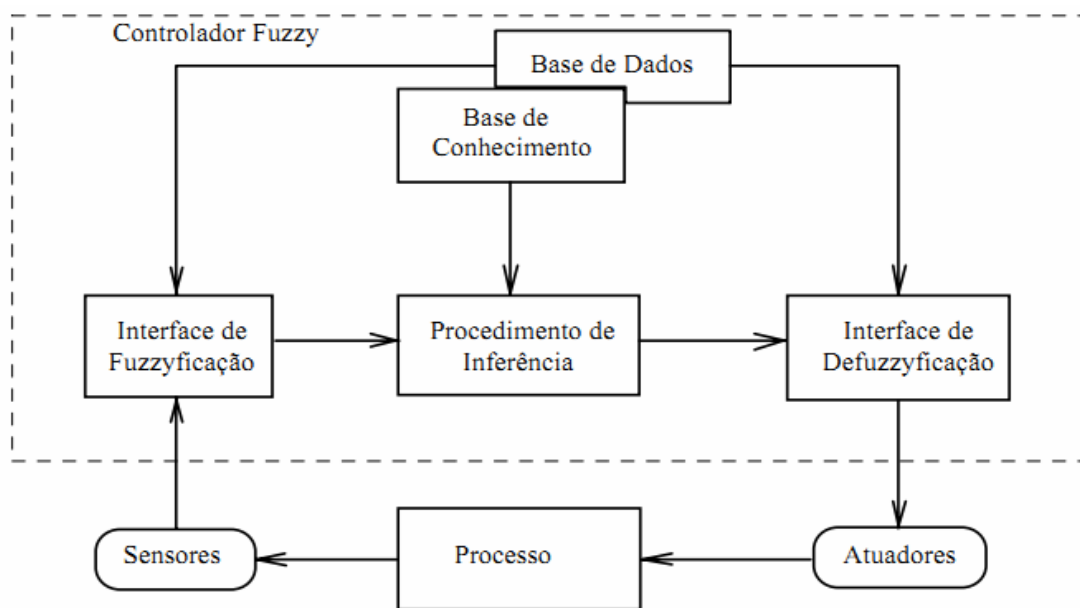 Controlador Fuzzy
Base de Dados
Base de
Conhecimento
Interface de
Fuzzyficação
Procedimento de
Inferência
Interface de
Defuzzyficação
Sensores
Processo
Atuadores